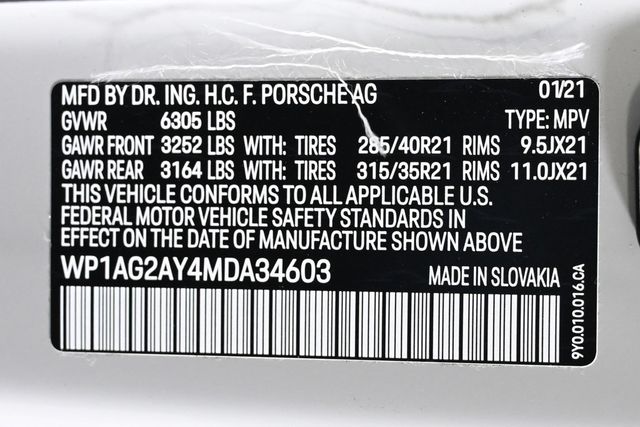 MFD BY DR. ING. H.C. F. PORSCHE AG 01/21
GVWR 6305 LBS TYPE: MPV
GAWR FRONT 3252 LBS WITH: TIRES 285/40R21 RIMS 9.5JX21
GAWR REAR 3164 LBS WITH: TIRES 315/35R21 RIMS 11.0JX21
THIS VEHICLE CONFORMS TO ALL APPLICABLE U.S.
FEDERAL MOTOR VEHICLE SAFETY STANDARDS IN
EFFECT ON THE DATE OF MANUFACTURE SHOWN ABOVE
WP1AG2AY4MDA34603 MADE IN SLOVAKIA
9Y0.010.016.CA